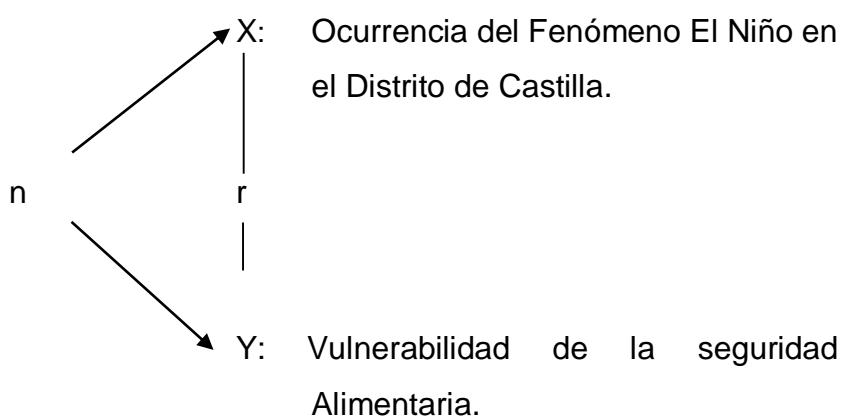 X: Ocurrencia del Fenómeno El Niño en
el Distrito de Castilla.
n r
Y: Vulnerabilidad de la seguridad
Alimentaria.